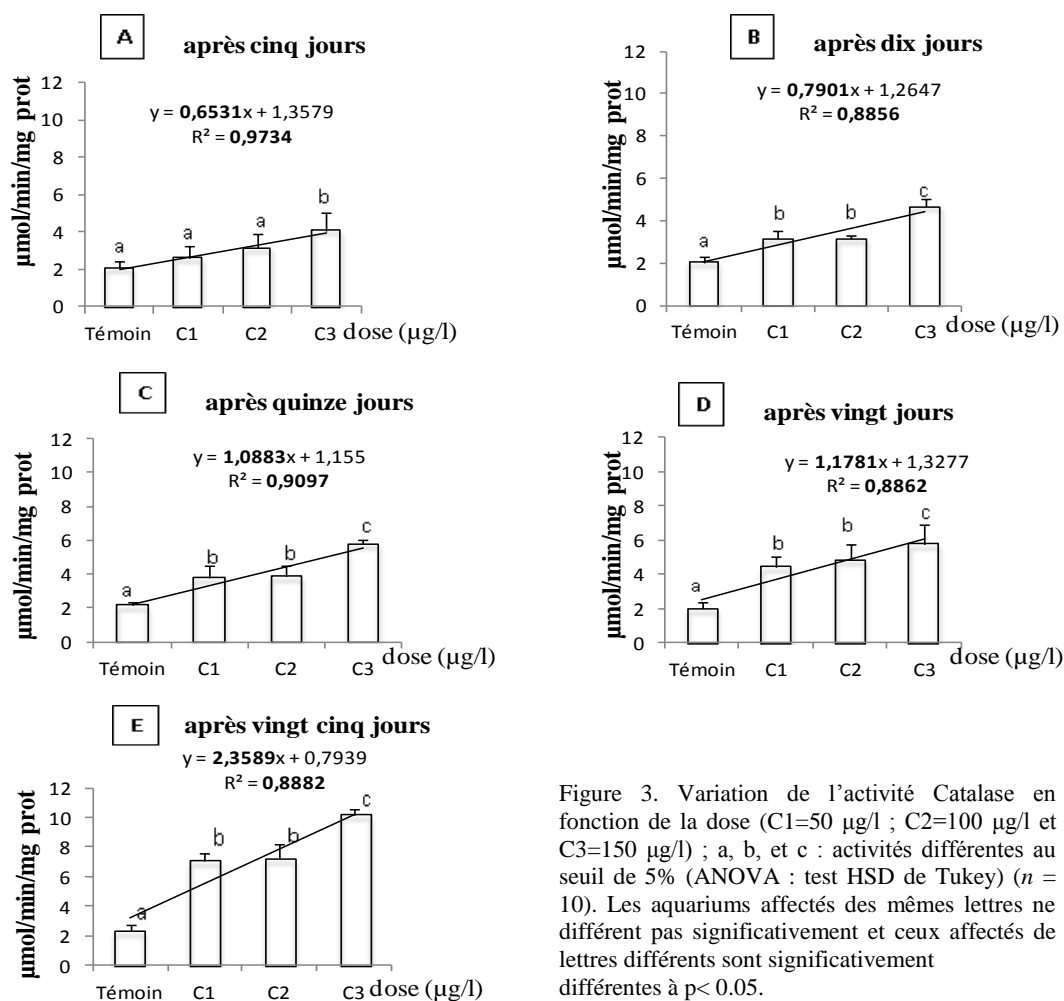 A après cinq jours
y = 0,6531x + 1,3579
R² = 0,9734
µmol/min/mg prot
12
10
8
6
4
2
0
a
a
a
b
Témoin C1 C2 C3 dose (µg/l)
B après dix jours
y = 0,7901x + 1,2647
R² = 0,8856
µmol/min/mg prot
12
10
8
6
4
2
0
a
b
b
c
Témoin C1 C2 C3 dose (µg/l)
C après quinze jours
y = 1,0883x + 1,155
R² = 0,9097
µmol/min/mg prot
12
10
8
6
4
2
0
a
b
b
c
Témoin C1 C2 C3 dose (µg/l)
D après vingt jours
y = 1,1781x + 1,3277
R² = 0,8862
µmol/min/mg prot
12
10
8
6
4
2
0
a
b
b
c
Témoin C1 C2 C3 dose (µg/l)
E après vingt cinq jours
y = 2,3589x + 0,7939
R² = 0,8882
µmol/min/mg prot
12
10
8
6
4
2
0
a
b
b
c
Témoin C1 C2 C3 dose (µg/l)
Figure 3. Variation de l’activité Catalase en
fonction de la dose (C1=50 µg/l ; C2=100 µg/l et
C3=150 µg/l) ; a, b, et c : activités différentes au
seuil de 5% (ANOVA : test HSD de Tukey) (n =
10). Les aquariums affectés des mêmes lettres ne
différent pas significativement et ceux affectés de
lettres différents sont significativement
différentes à p< 0.05.